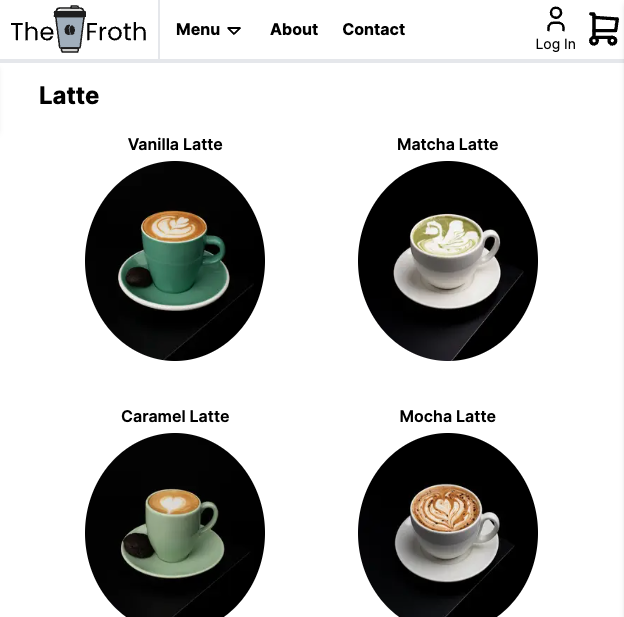 The Froth
Menu
About
Contact
Log In
Latte
Vanilla Latte
Matcha Latte
Caramel Latte
Mocha Latte